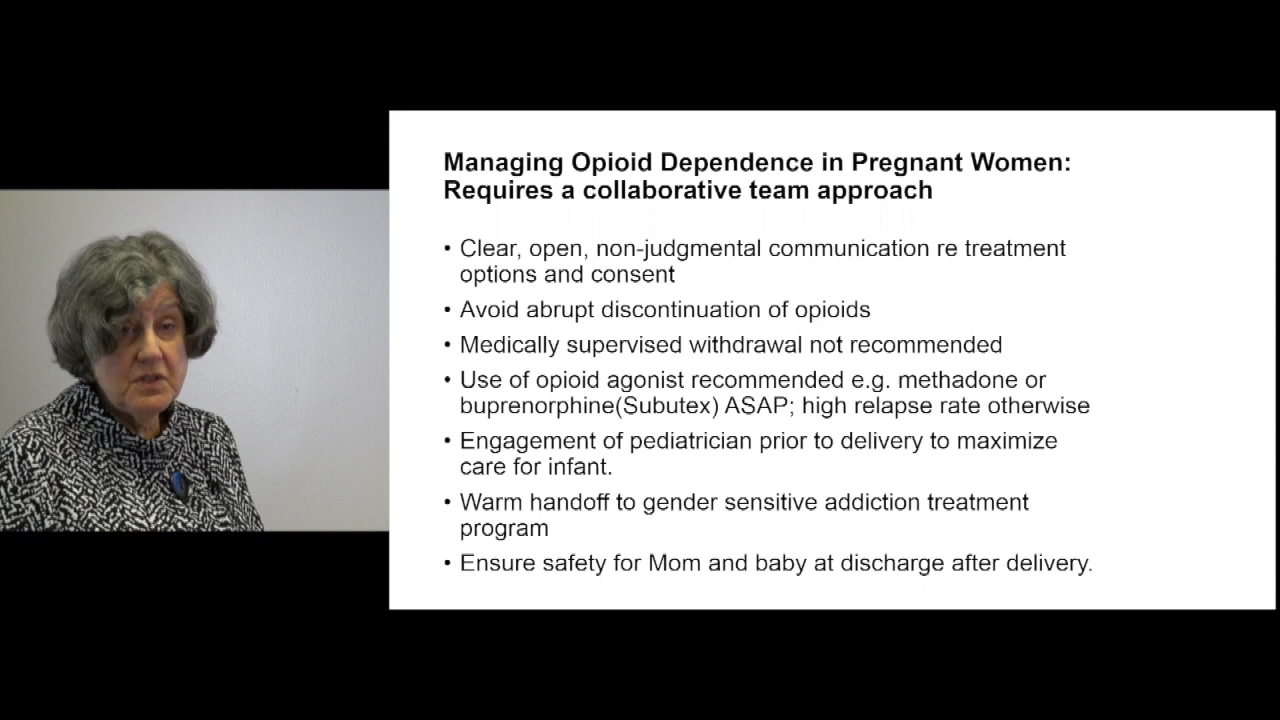 Managing Opioid Dependence in Pregnant Women:
Requires a collaborative team approach
• Clear, open, non-judgmental communication re treatment
options and consent
• Avoid abrupt discontinuation of opioids
• Medically supervised withdrawal not recommended
• Use of opioid agonist recommended e.g. methadone or
buprenorphine(Subutex) ASAP; high relapse rate otherwise
• Engagement of pediatrician prior to delivery to maximize
care for infant.
• Warm handoff to gender sensitive addiction treatment
program
• Ensure safety for Mom and baby at discharge after delivery.